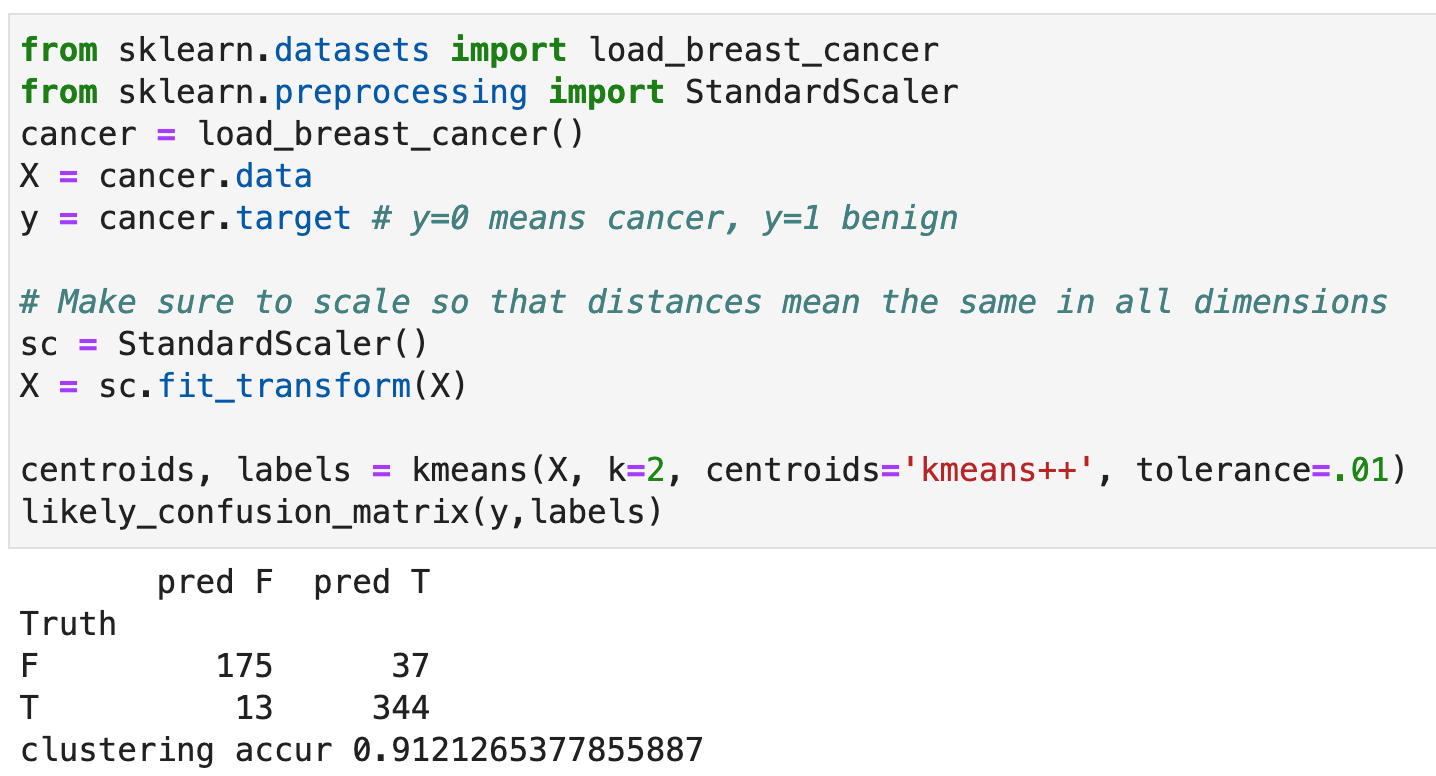 from sklearn.datasets import load_breast_cancer
from sklearn.preprocessing import StandardScaler
cancer = load_breast_cancer()
X = cancer.data
y = cancer.target # y=0 means cancer, y=1 benign
# Make sure to scale so that distances mean the same in all dimensions
sc = StandardScaler()
X = sc.fit_transform(X)
centroids, labels = kmeans(X, k=2, centroids='kmeans++', tolerance=.01)
likely_confusion_matrix(y,labels)
pred F pred T
Truth
F 175 37
T 13 344
clustering accur 0.9121265377855887